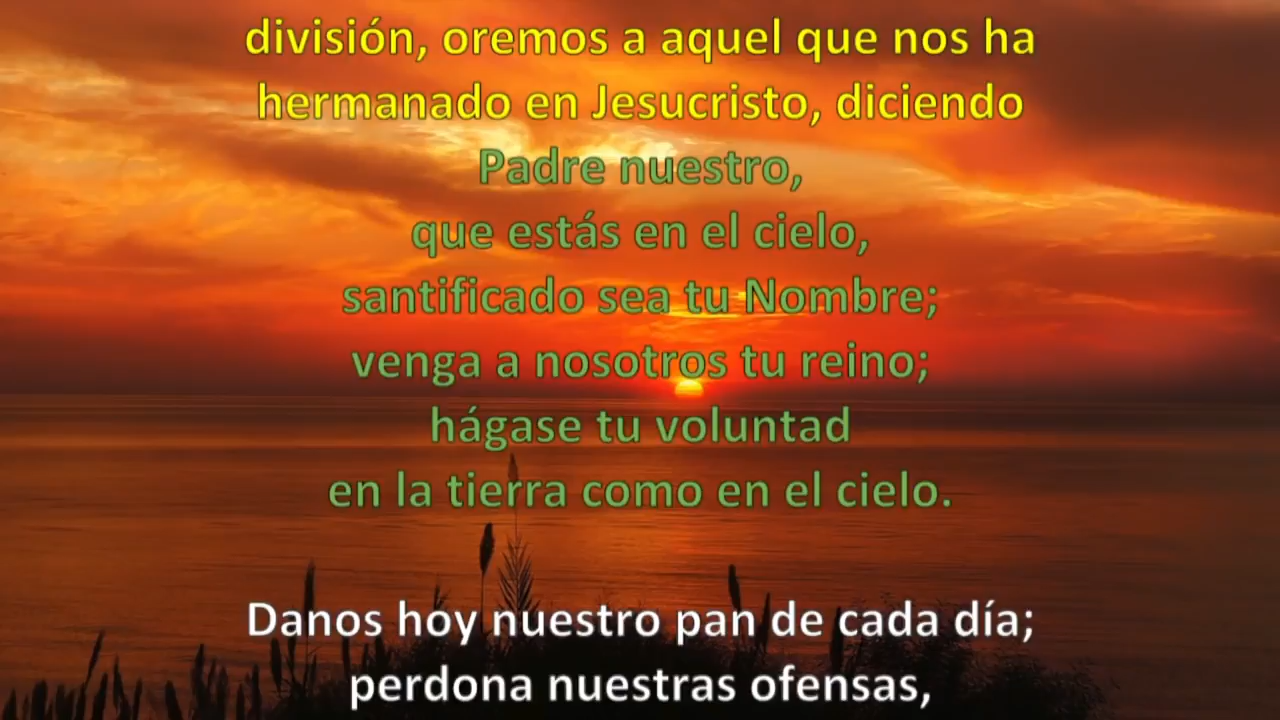 división, oremos a aquel que nos ha
hermanado en Jesucristo, diciendo
Padre nuestro,
que estás en el cielo,
santificado sea tu Nombre;
venga a nosotros tu reino;
hágase tu voluntad
en la tierra como en el cielo.
Danos hoy nuestro pan de cada día;
perdona nuestras ofensas,